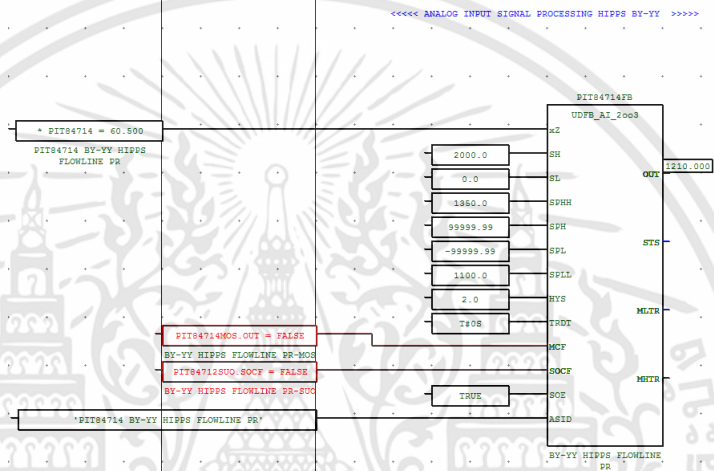 <<<<< ANALOG INPUT SIGNAL PROCESSING HIPPS BY-YY >>>>>
PIT84714FB
UDFB_AI_2oo3
* PIT84714 = 60.500
xZ
PIT84714 BY-YY HIPPS
FLOWLINE PR
2000.0
SH
1210.000
OUT
0.0
SL
1350.0
SPHH
99999.99
SPH
-99999.99
SPL
STS
1100.0
SPLL
2.0
HYS
MLTR
T#0S
TRDT
PIT84714MOS.OUT = FALSE
MCF
BY-YY HIPPS FLOWLINE PR-MOS
PIT84712SUO.SOCF = FALSE
SOCF
MHTR
BY-YY HIPPS FLOWLINE PR-SUO
TRUE
SOE
'PIT84714 BY-YY HIPPS FLOWLINE PR'
ASID
BY-YY HIPPS FLOWLINE
PR